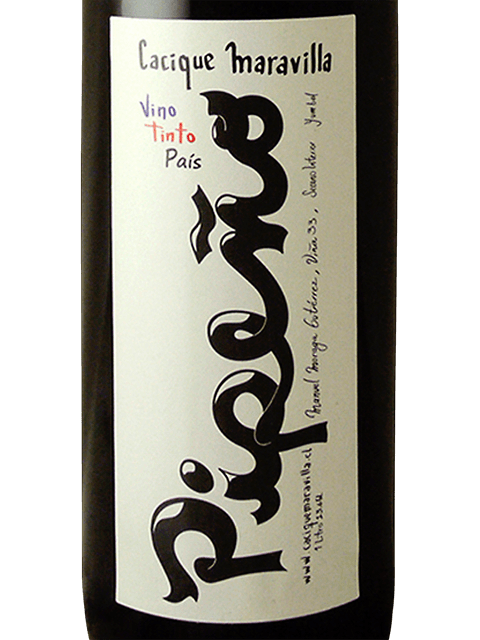 Cacique Maravilla
Vino
Tinto
País
Pipeño
Manuel Moraga Gutiérrez, Viña 33, Secano Interior Yumbel
www.caciquemaravilla.cl
1 Litro